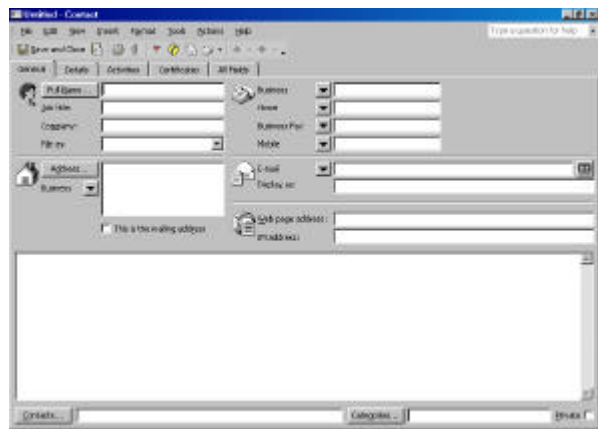 Untitled - Contact
File Edit View Insert Format Tools Actions Help
Type a question for help
Save and Close
General Details Activities Certificates All Fields
Full Name...
Job title:
Company:
File as:
Business
Home
Business Fax
Mobile
Address...
Business
This is the mailing address
E-mail
Display as:
Web page address:
IM address:
Contacts...
Categories...
Private